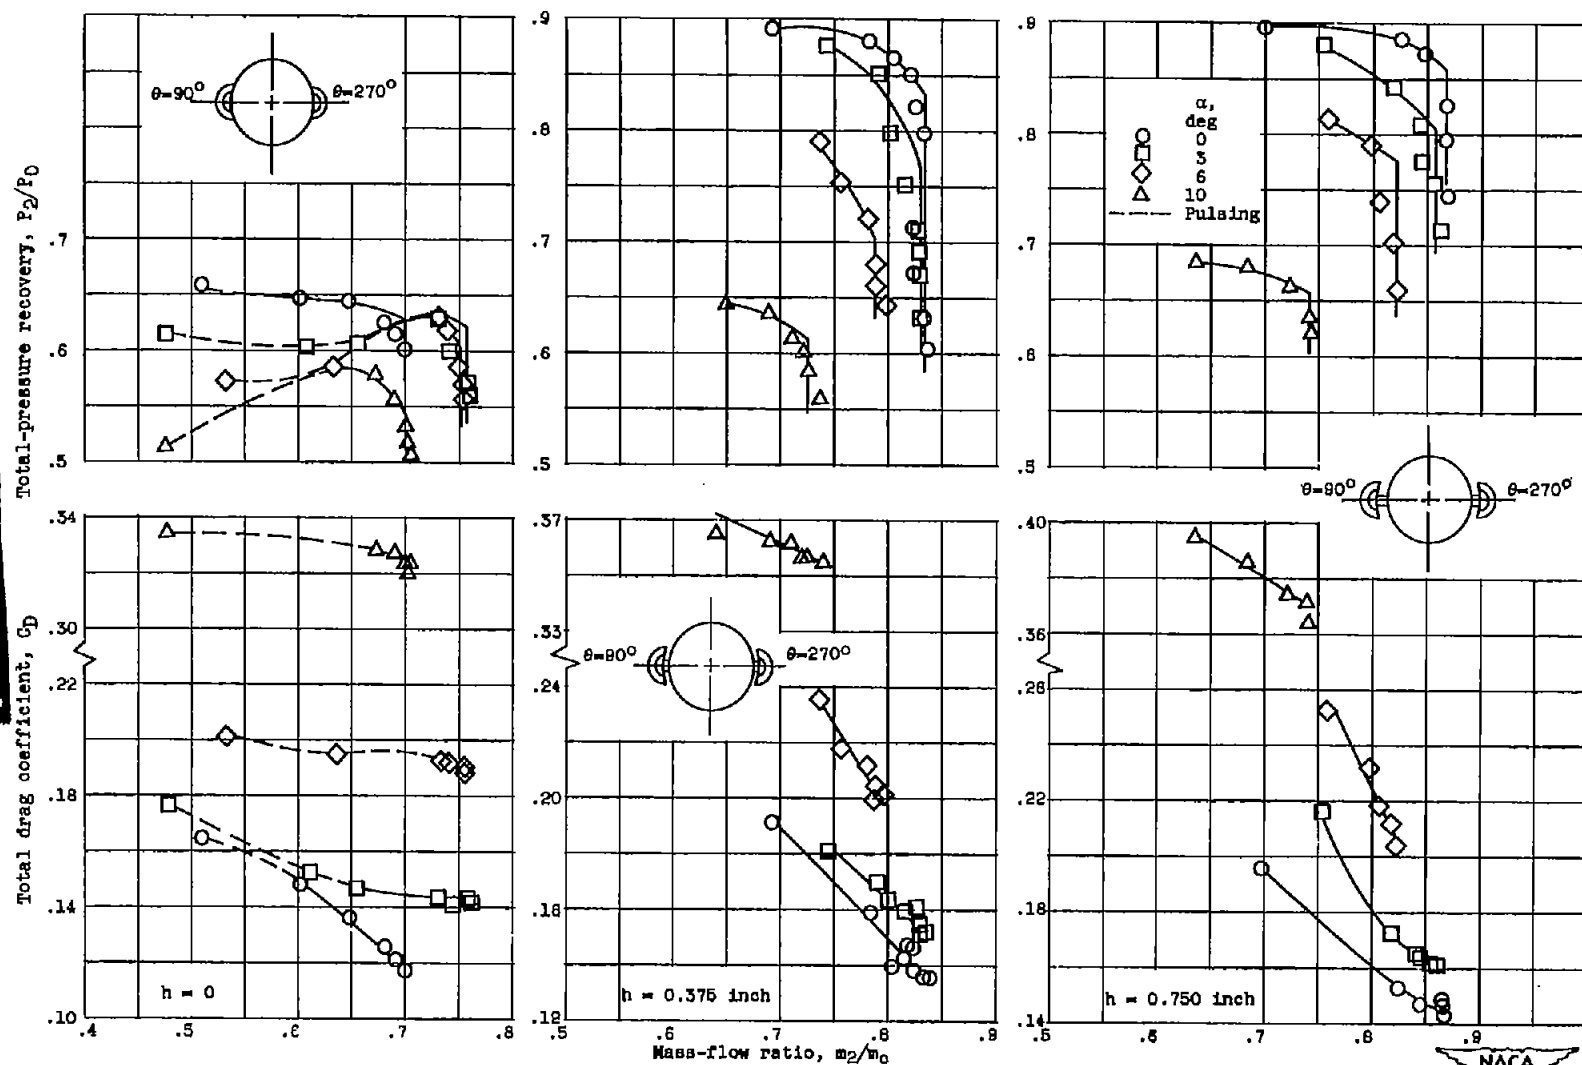 Total-pressure recovery, P2/P0
.7
.6
.5
θ=90° θ=270°
.9
.8
.7
.6
.5
.9
.8
.7
.6
.5
α,
deg
0
3
6
10
Pulsing
Total drag coefficient, CD
.34
.30
.22
.18
.14
.10
h = 0
.4 .5 .6 .7 .8
.37
.33
.24
.20
.18
.12
θ=90° θ=270°
h = 0.375 inch
.5 .6 .7 .8 .9
θ=90° θ=270°
.40
.36
.26
.22
.18
.14
h = 0.750 inch
.5 .6 .7 .8 .9
Mass-flow ratio, m2/m0
NACA